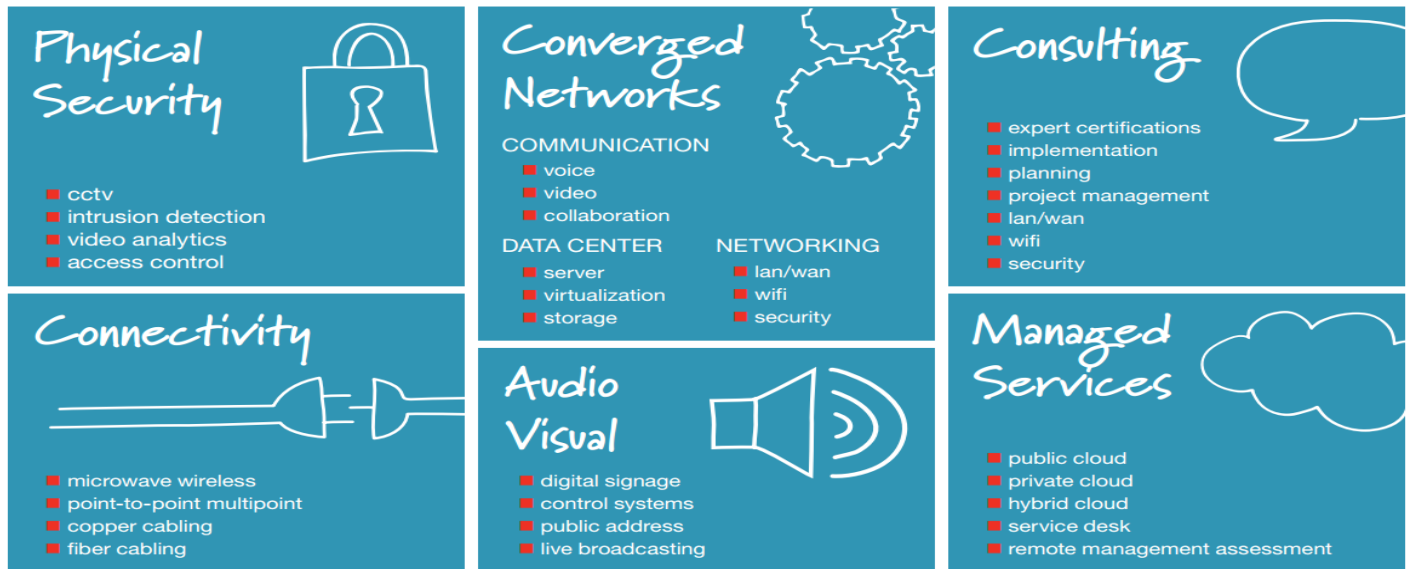 Physical
Security
cctv
intrusion detection
video analytics
access control
Connectivity
microwave wireless
point-to-point multipoint
copper cabling
fiber cabling
Converged
Networks
COMMUNICATION
voice
video
collaboration
DATA CENTER
server
virtualization
storage
NETWORKING
lan/wan
wifi
security
Audio
Visual
digital signage
control systems
public address
live broadcasting
Consulting
expert certifications
implementation
planning
project management
lan/wan
wifi
security
Managed
Services
public cloud
private cloud
hybrid cloud
service desk
remote management assessment